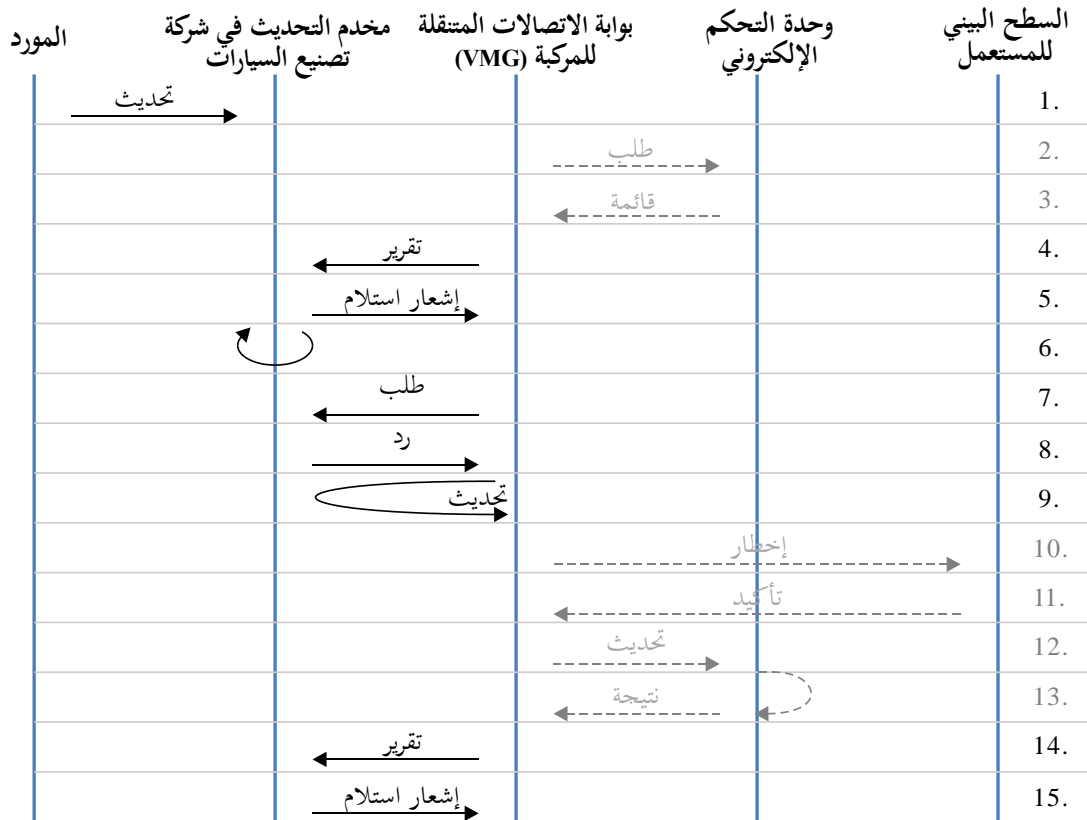 السطح البيني
للمستعمل
وحدة التحكم
الإلكتروني
بوابة الاتصالات المتنقلة
للمركبة (VMG)
مخدم التحديث في شركة
تصنيع السيارات
المورد
1.
تحديث
2.
طلب
3.
قائمة
4.
تقرير
5.
إشعار استلام
6.
7.
طلب
8.
رد
9.
تحديث
10.
إخطار
11.
تأكيد
12.
تحديث
13.
نتيجة
14.
تقرير
15.
إشعار استلام